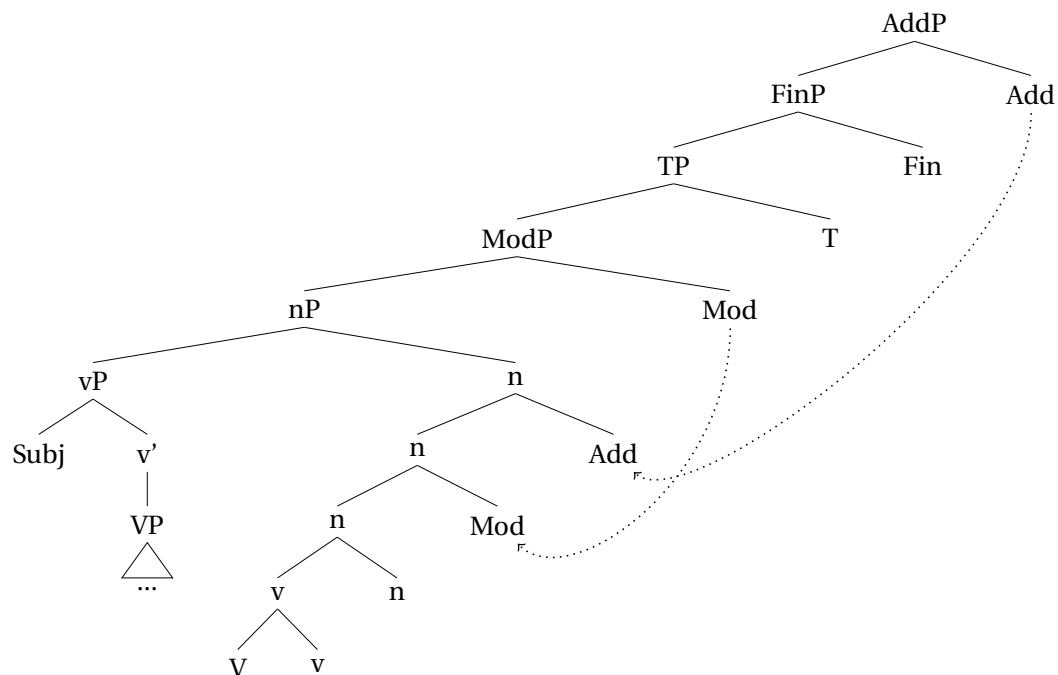 AddP
FinP Add
TP Fin
ModP T
nP Mod
vP n
Subj v' n Add
VP n Mod
... v n
V v